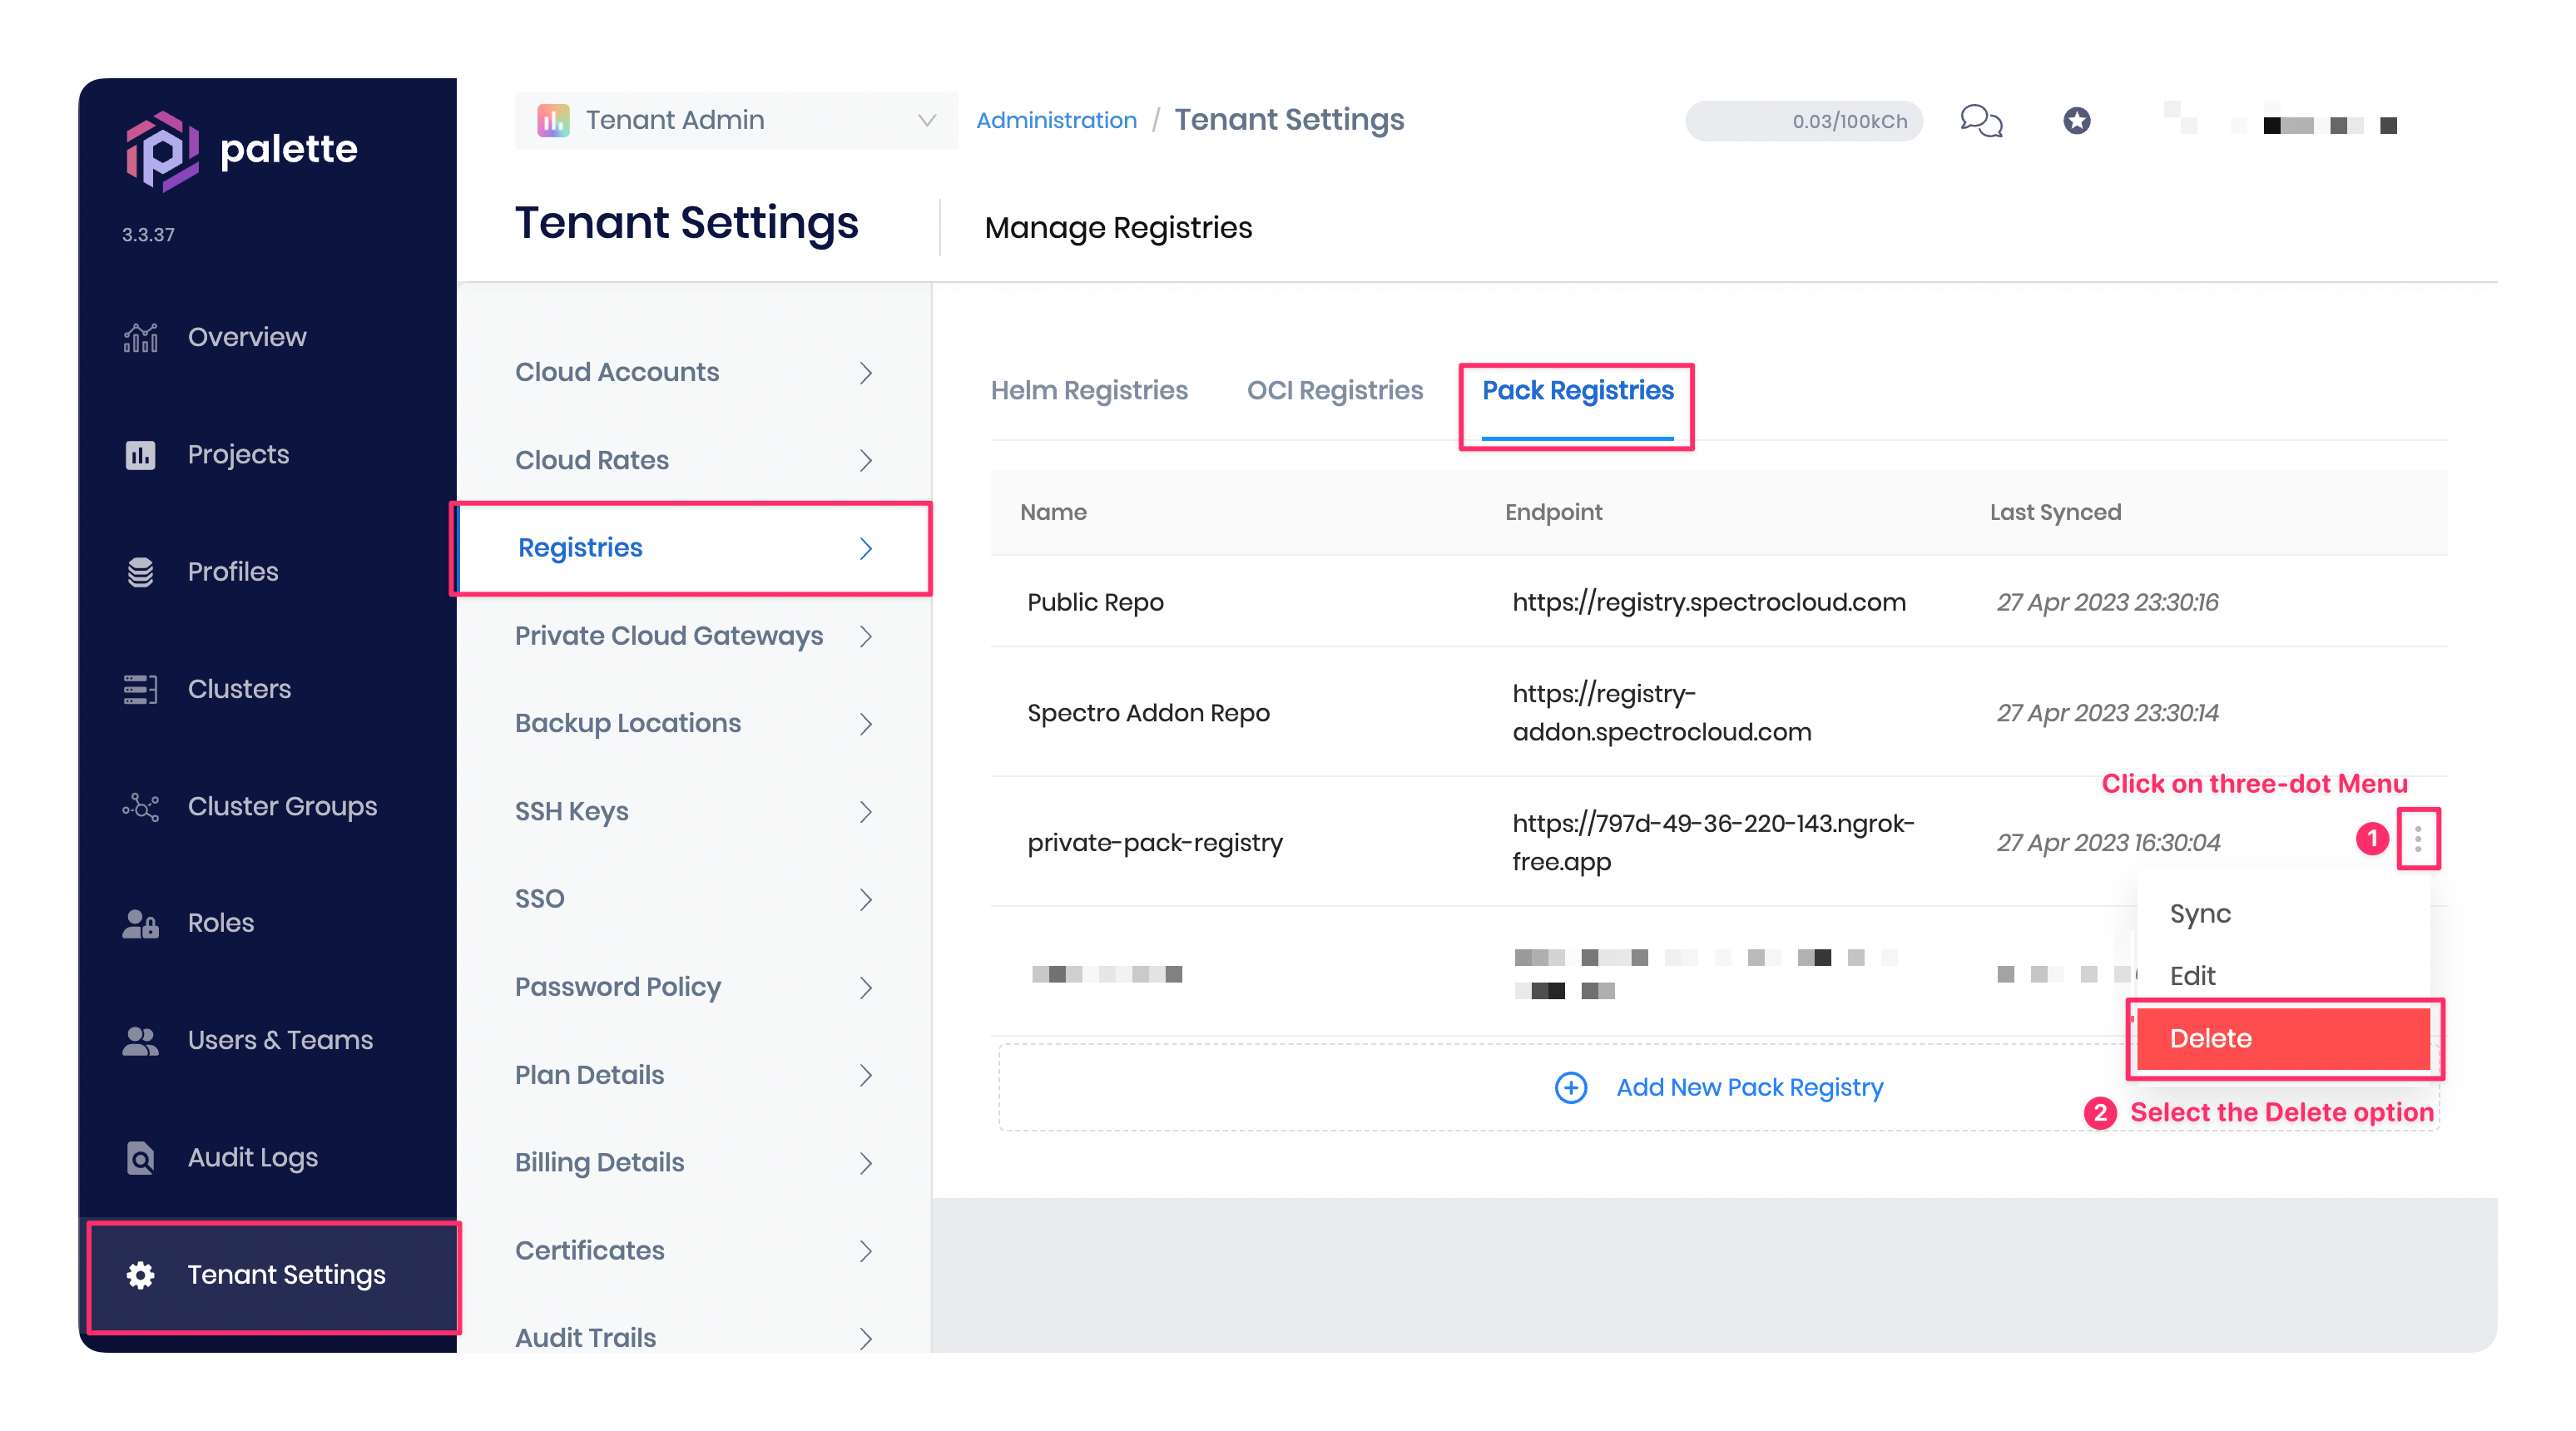 palette
3.3.37
Overview
Projects
Profiles
Clusters
Cluster Groups
Roles
Users & Teams
Audit Logs
Tenant Settings
Tenant Admin
Administration / Tenant Settings
0.03/100kCh
Tenant Settings
Manage Registries
Cloud Accounts
Cloud Rates
Registries
Private Cloud Gateways
Backup Locations
SSH Keys
SSO
Password Policy
Plan Details
Billing Details
Certificates
Audit Trails
Helm Registries
OCI Registries
Pack Registries
Name
Endpoint
Last Synced
Public Repo
https://registry.spectrocloud.com
27 Apr 2023 23:30:16
Spectro Addon Repo
https://registry-
addon.spectrocloud.com
27 Apr 2023 23:30:14
Click on three-dot Menu
private-pack-registry
https://797d-49-36-220-143.ngrok-
free.app
27 Apr 2023 16:30:04
1
Sync
Edit
Delete
Add New Pack Registry
2 Select the Delete option